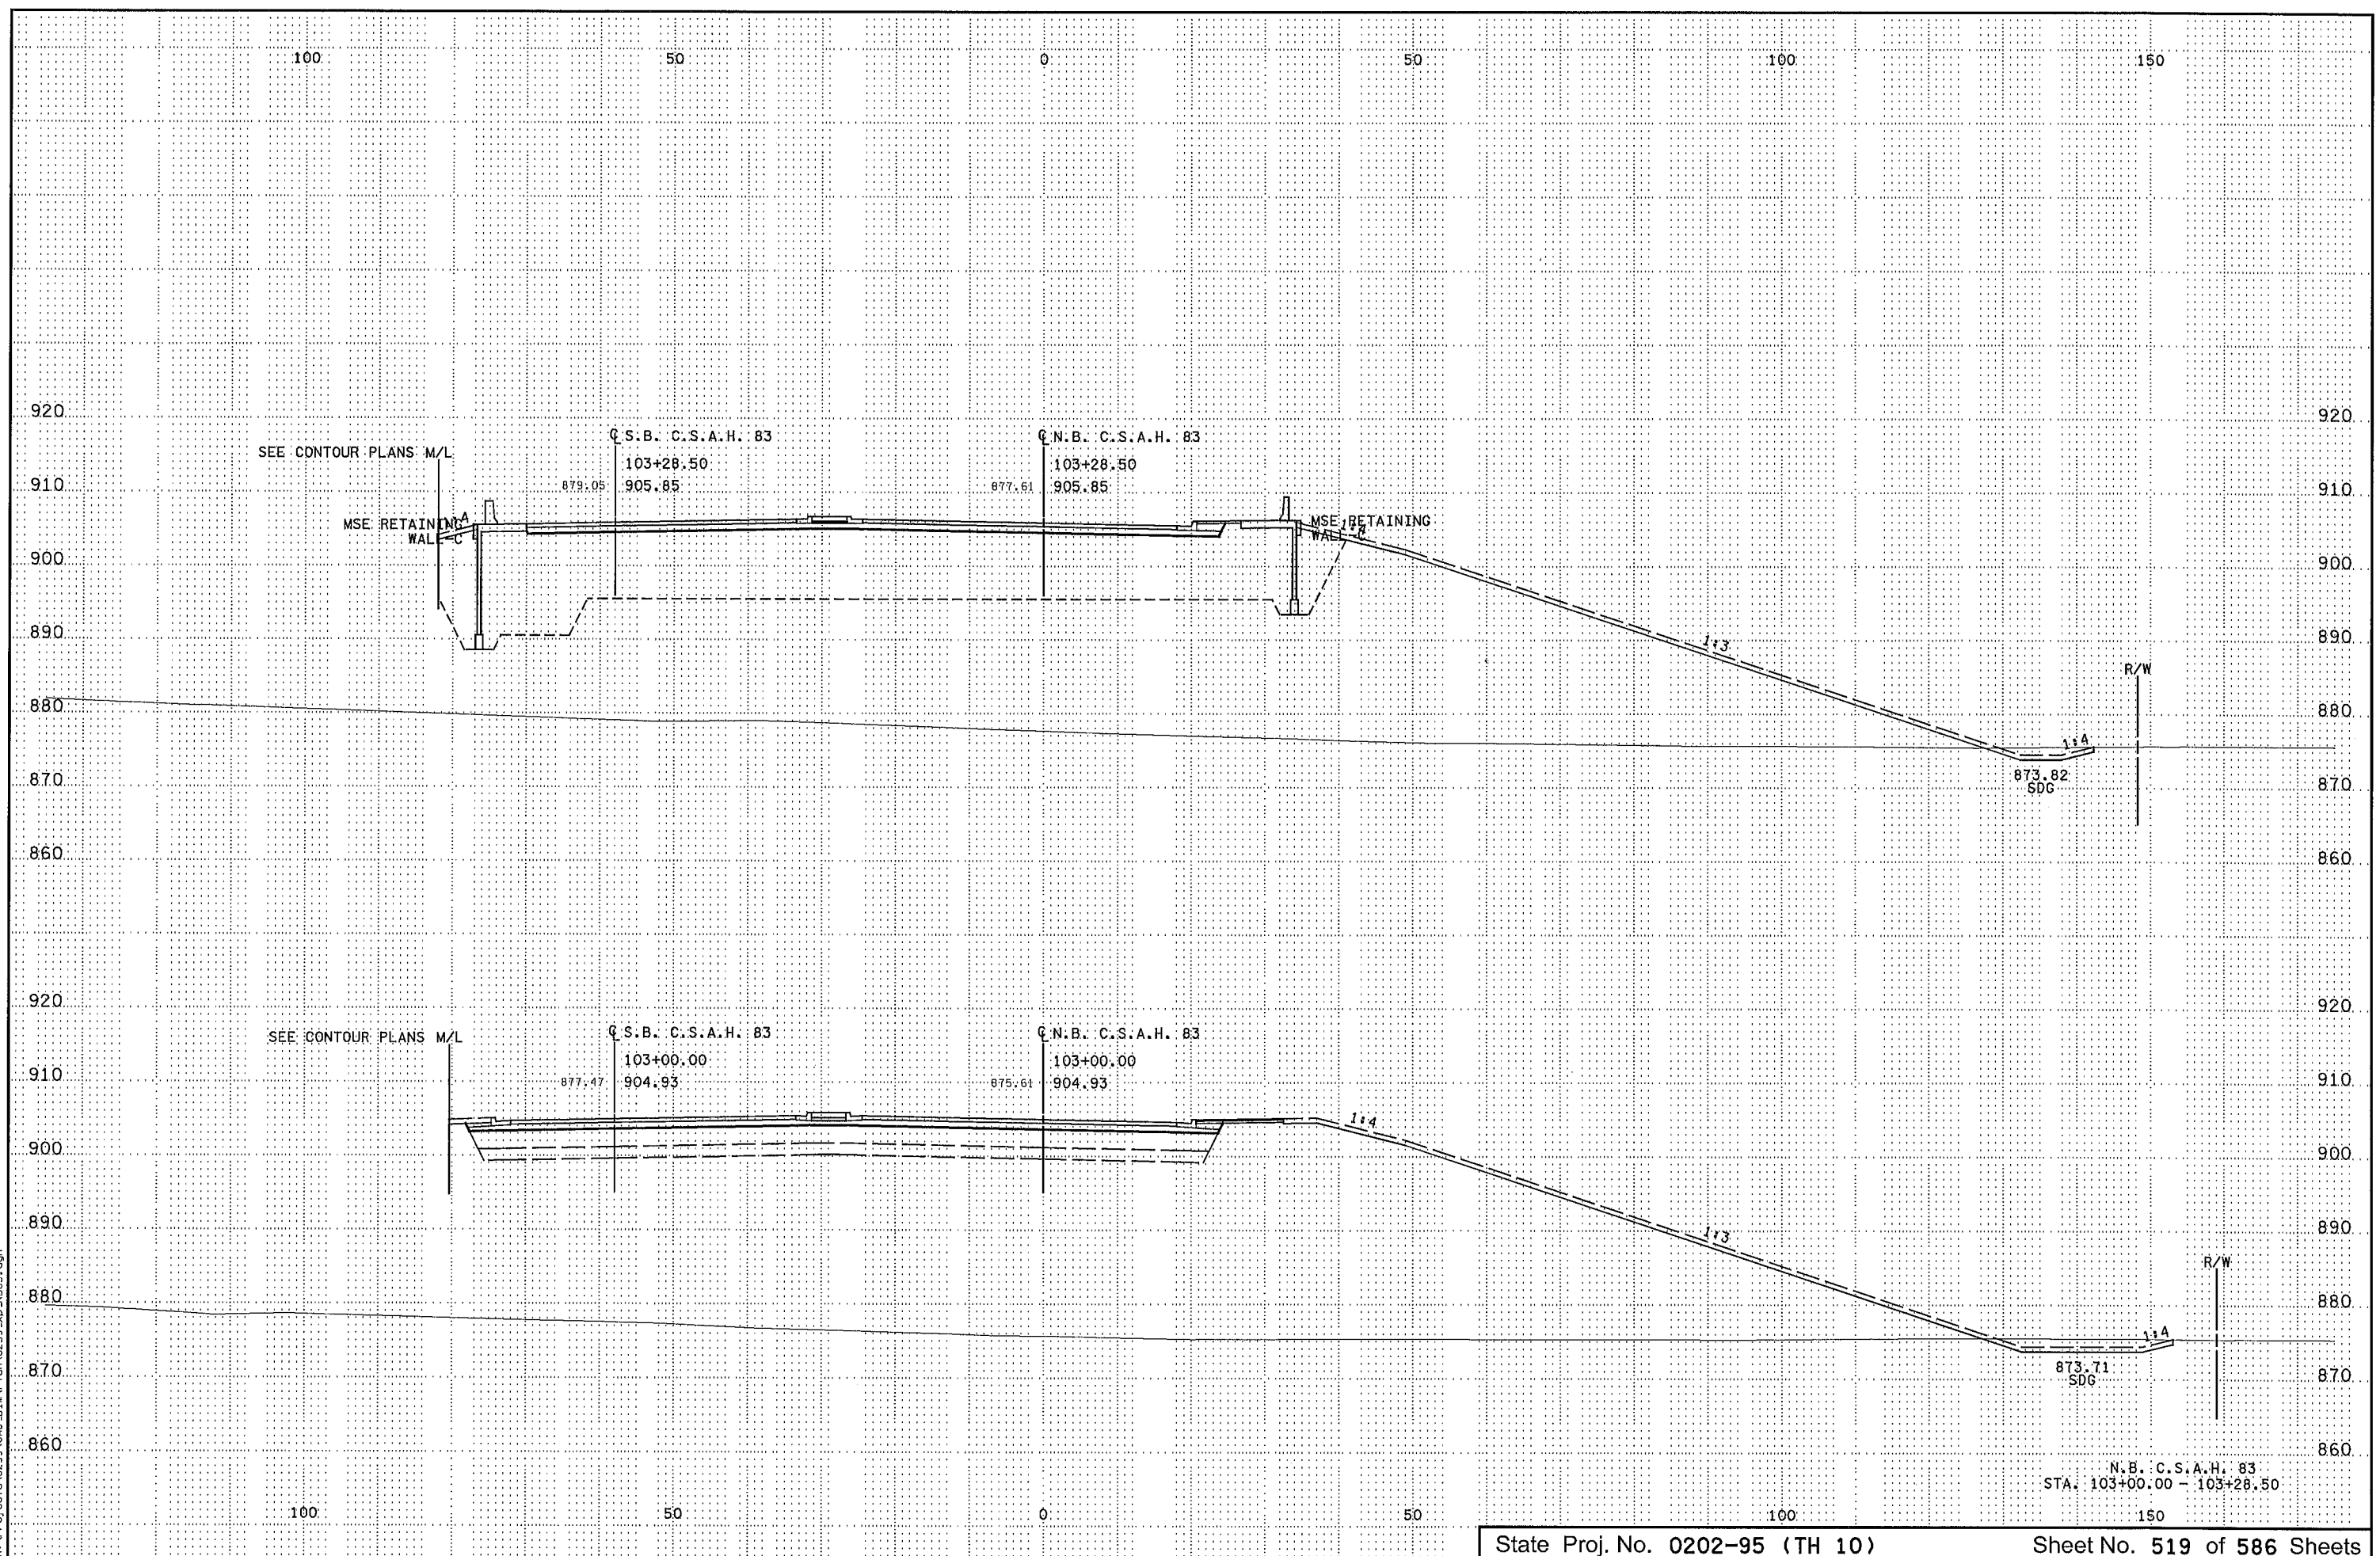 100 50 0 50 100 150
920 920
℄ S.B. C.S.A.H. 83 ℄ N.B. C.S.A.H. 83
SEE CONTOUR PLANS M/L
103+28.50 103+28.50
910 879.05 905.85 877.61 905.85 910
MSE RETAINING 1:4 MSE RETAINING 1:4
WALL-C WALL
900 900
890 1:3 890
R/W
880 880
1:4
870 873.82 870
SDG
860 860
920 920
℄ S.B. C.S.A.H. 83 ℄ N.B. C.S.A.H. 83
SEE CONTOUR PLANS M/L
103+00.00 103+00.00
910 877.47 904.93 875.61 904.93 910
1:4
900 900
890 1:3 890
R/W
880 880
1:4
870 873.71 870
SDG
860 860
N.B. C.S.A.H. 83
STA. 103+00.00 - 103+28.50
100 50 0 50 100 150
State Proj. No. 0202-95 (TH 10) Sheet No. 519 of 586 Sheets